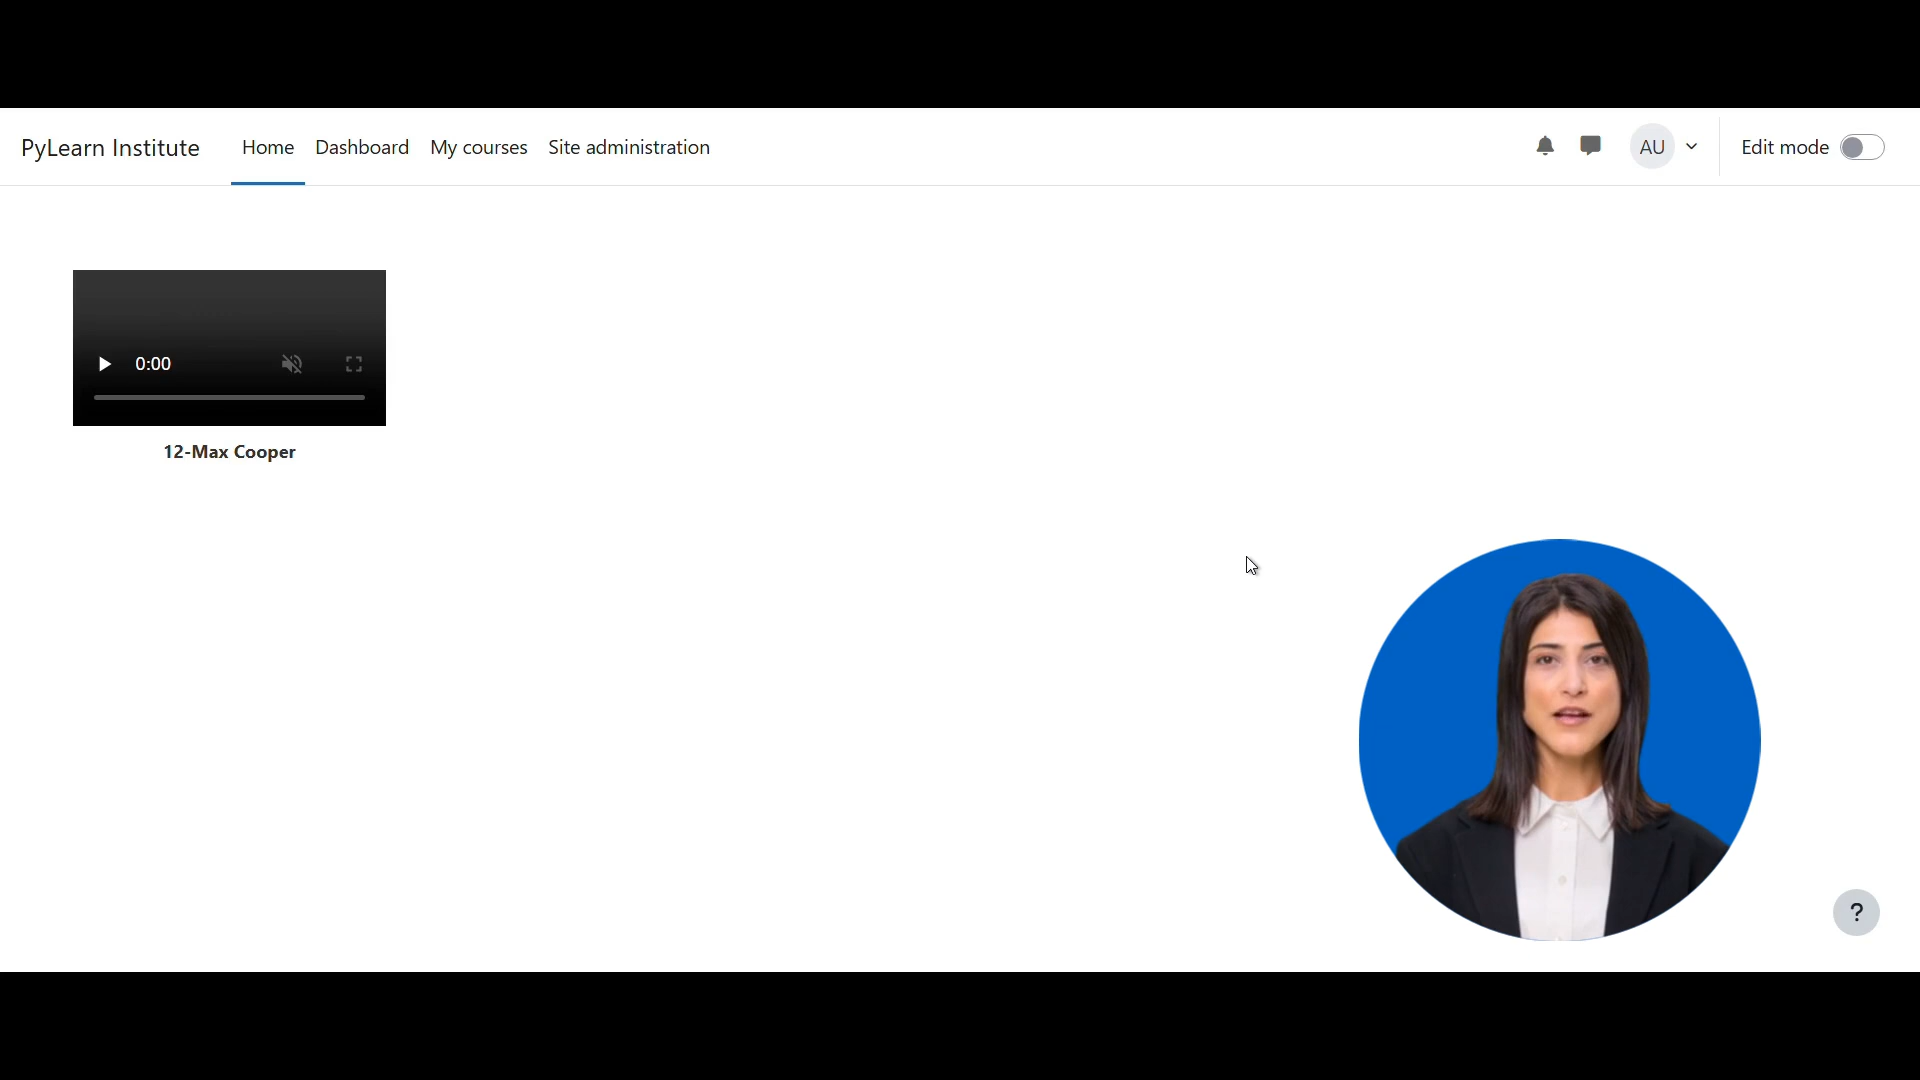 PyLearn Institute Home Dashboard My courses Site administration AU Edit mode
0:00
12-Max Cooper
?